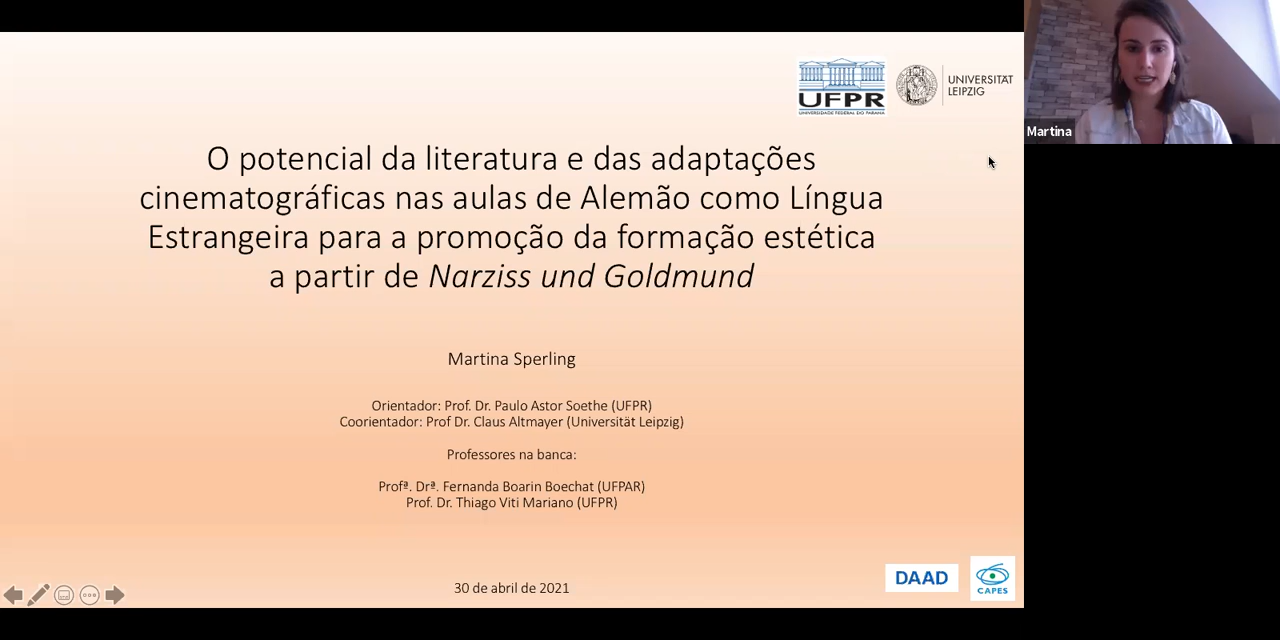 UFPR
UNIVERSIDADE FEDERAL DO PARANÁ
UNIVERSITÄT
LEIPZIG
Martina
O potencial da literatura e das adaptações
cinematográficas nas aulas de Alemão como Língua
Estrangeira para a promoção da formação estética
a partir de Narziss und Goldmund
Martina Sperling
Orientador: Prof. Dr. Paulo Astor Soethe (UFPR)
Coorientador: Prof Dr. Claus Altmayer (Universität Leipzig)
Professores na banca:
Profª. Drª. Fernanda Boarin Boechat (UFPAR)
Prof. Dr. Thiago Viti Mariano (UFPR)
30 de abril de 2021
DAAD
CAPES